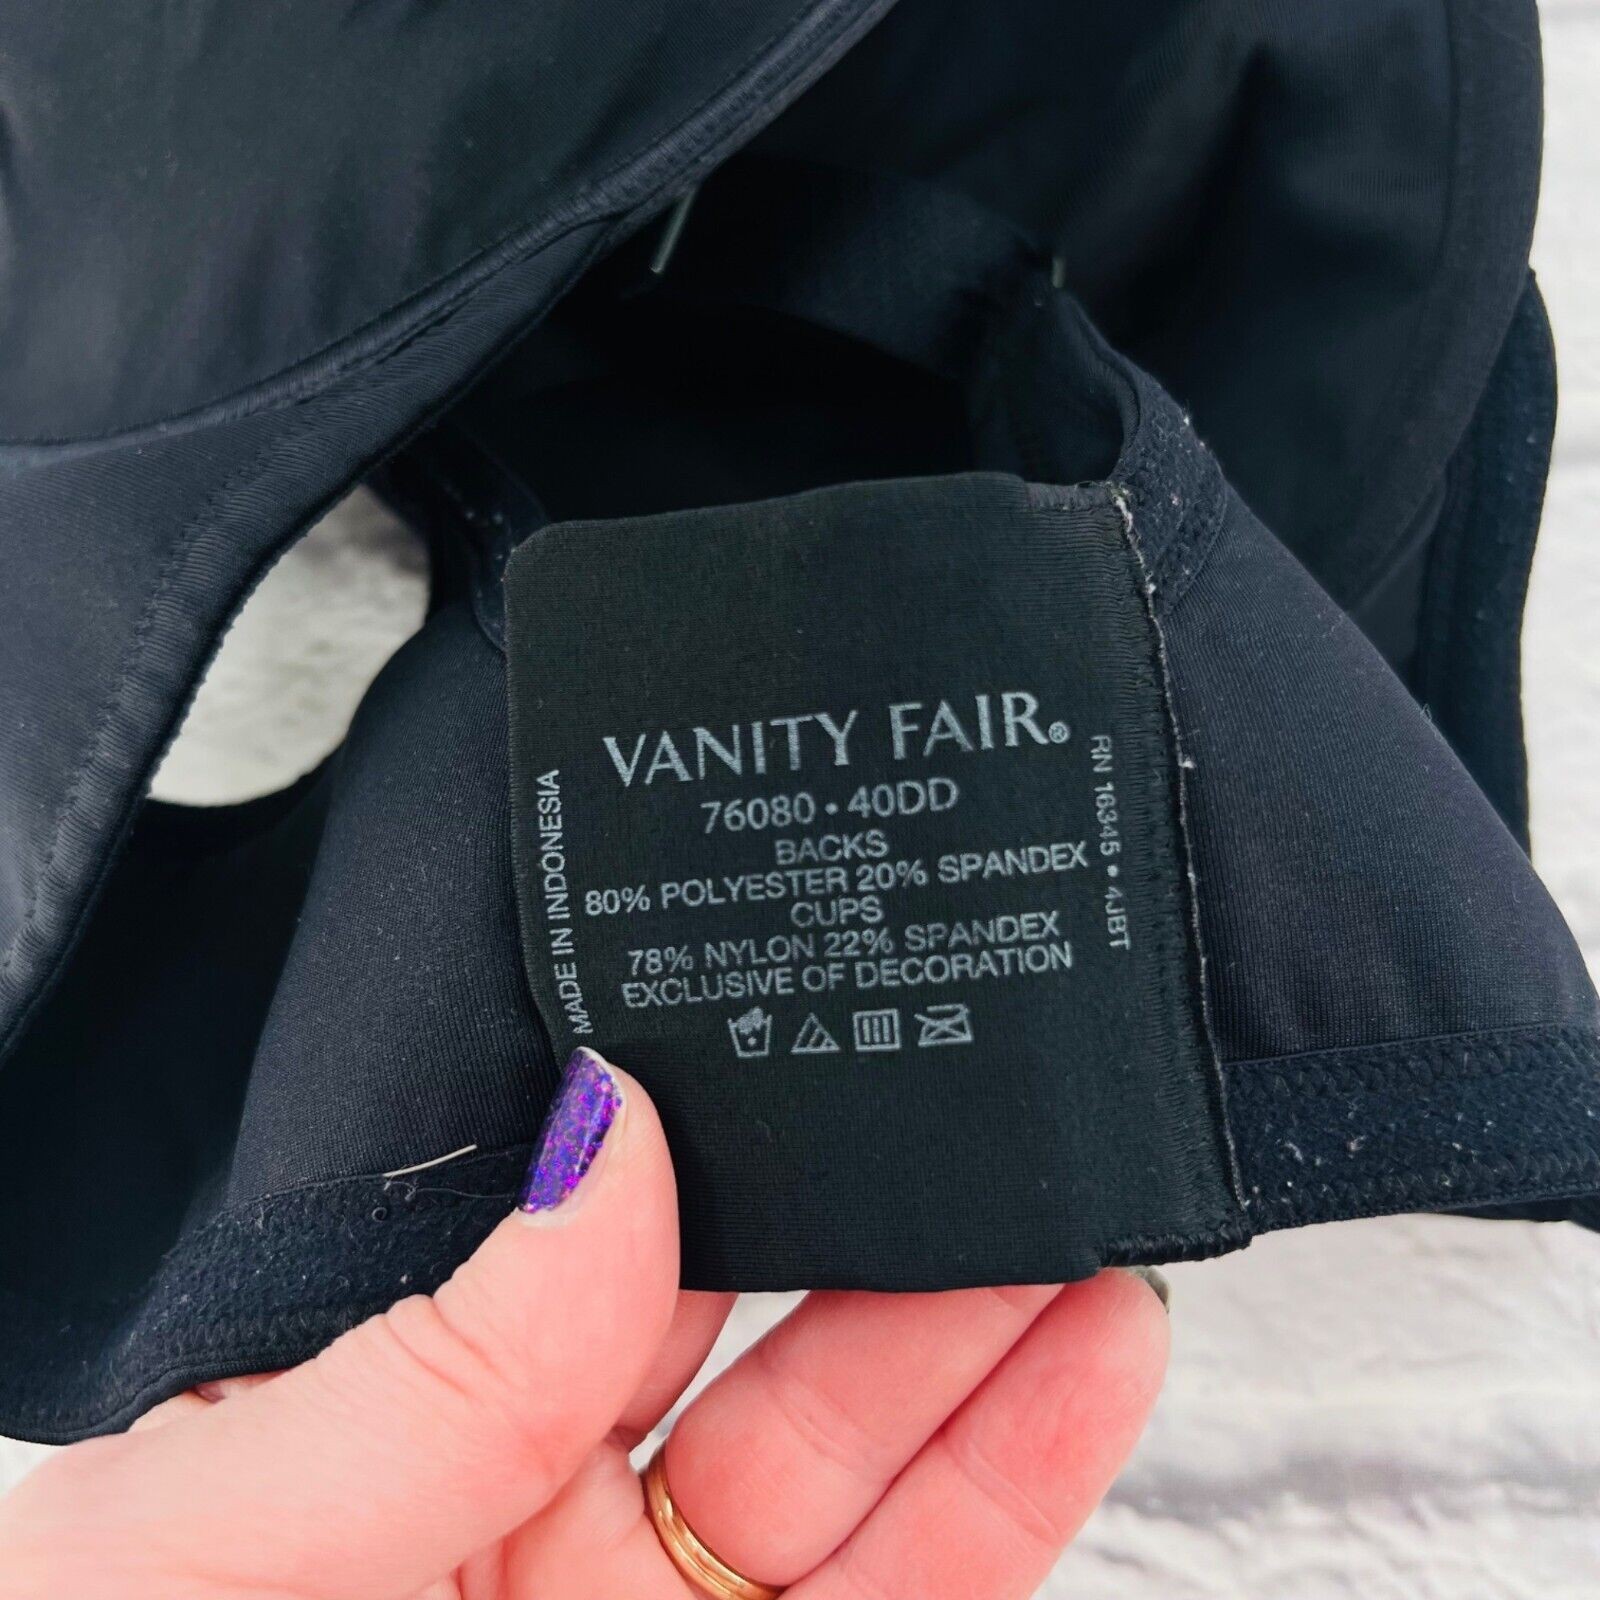 VANITY FAIR®
76080 • 40DD
BACKS
80% POLYESTER 20% SPANDEX
CUPS
78% NYLON 22% SPANDEX
EXCLUSIVE OF DECORATION
MADE IN INDONESIA
RN 16345 • 4JBT